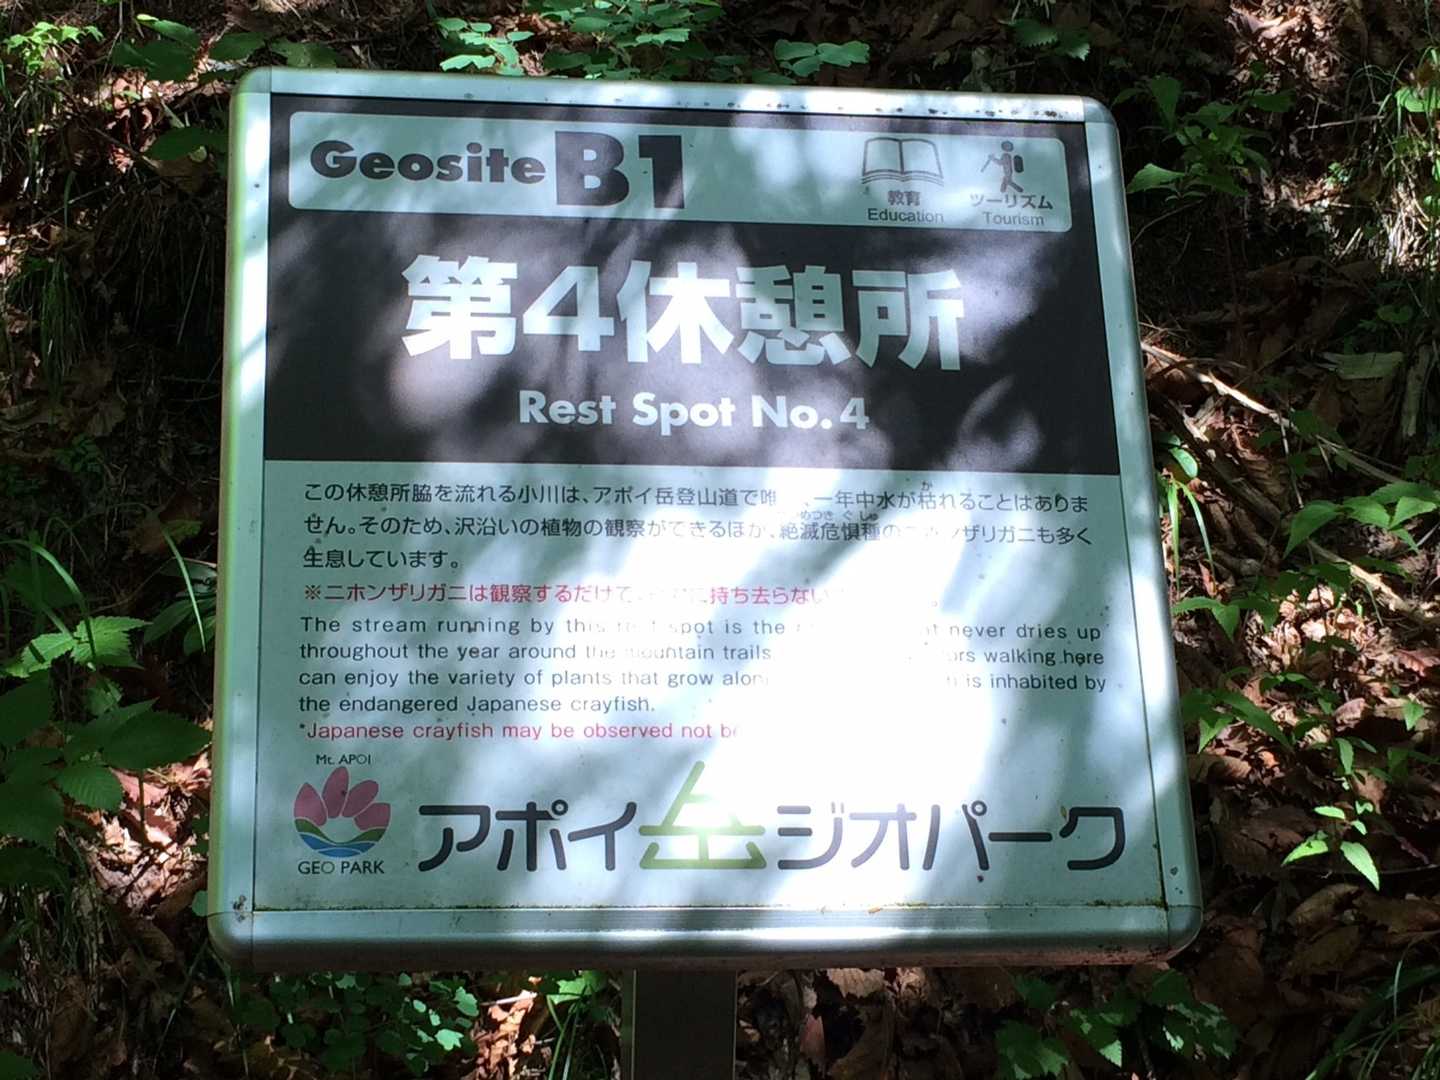 Geosite B1
教育 ツーリズム
Education Tourism
第4休憩所
Rest Spot No.4
この休憩所脇を流れる小川は、アポイ岳登山道で唯 、一年中水が枯れることはありま
せん。そのため、沢沿いの植物の観察ができるほか、絶滅危惧種の ザリガニも多く
生息しています。
※ニホンザリガニは観察するだけで、 に持ち去らない
The stream running by this rest spot is the never dries up
throughout the year around the mountain trails walking here
can enjoy the variety of plants that grow along is inhabited by
the endangered Japanese crayfish.
*Japanese crayfish may be observed not
Mt. APOI
GEO PARK
アポイ岳ジオパーク